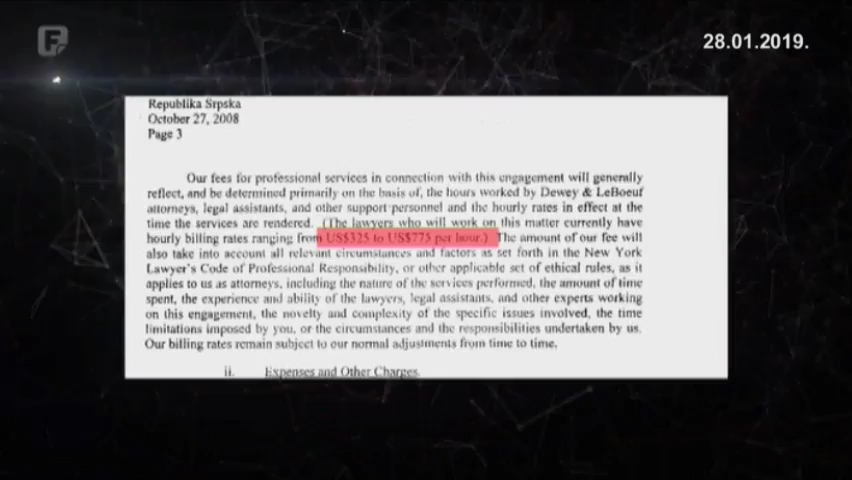 28.01.2019.
Republika Srpska
October 27, 2008
Page 3
Our fees for professional services in connection with this engagement will generally
reflect, and be determined primarily on the basis of, the hours worked by Dewey & LeBoeuf
attorneys, legal assistants, and other support personnel and the hourly rates in effect at the
time the services are rendered. (The lawyers who will work on this matter currently have
hourly billing rates ranging from US$325 to US$775 per hour.) The amount of our fee will
also take into account all relevant circumstances and factors as set forth in the New York
Lawyer's Code of Professional Responsibility, or other applicable set of ethical rules, as it
applies to us as attorneys, including the nature of the services performed, the amount of time
spent, the experience and ability of the lawyers, legal assistants, and other experts working
on this engagement, the novelty and complexity of the specific issues involved, the time
limitations imposed by you, or the circumstances and the responsibilities undertaken by us.
Our billing rates remain subject to our normal adjustments from time to time.
ii. Expenses and Other Charges.